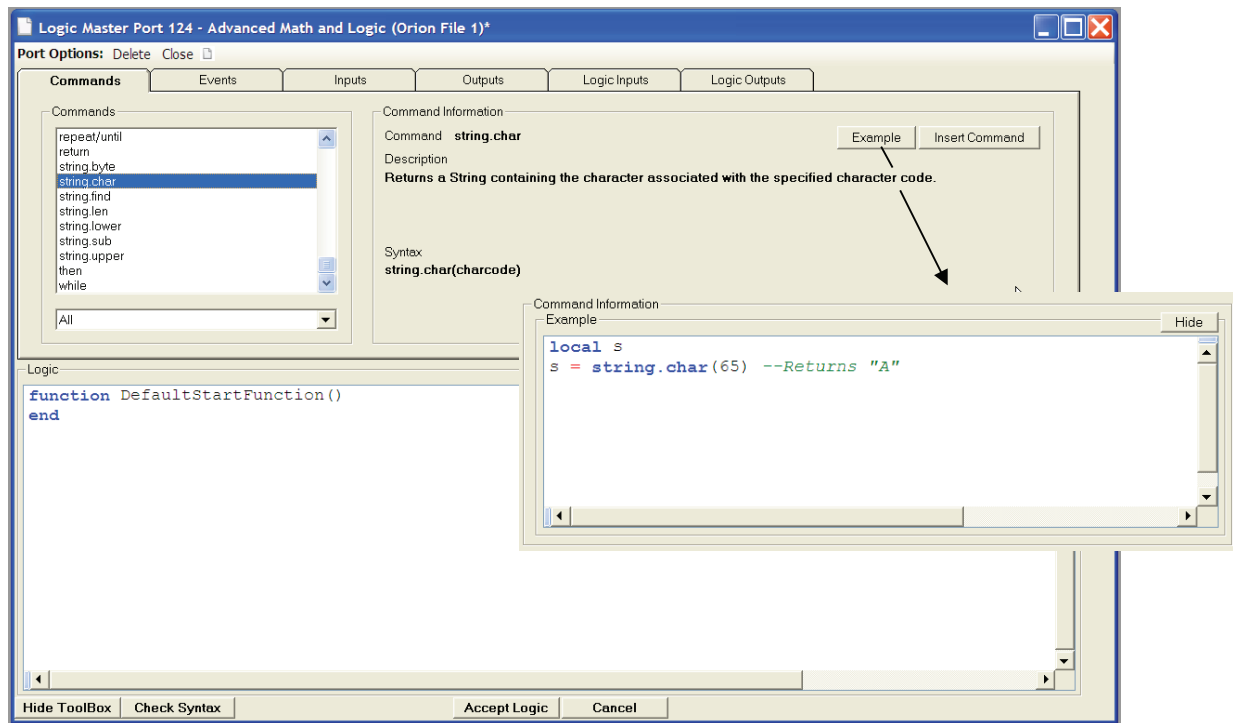 Logic Master Port 124 - Advanced Math and Logic (Orion File 1)*
Port Options: Delete Close
Commands Events Inputs Outputs Logic Inputs Logic Outputs
Commands
repeat/until
return
string.byte
string.char
string.find
string.len
string.lower
string.sub
string.upper
then
while
All
Command Information
Command string.char
Example Insert Command
Description
Returns a String containing the character associated with the specified character code.
Syntax
string.char(charcode)
Command Information
Example
Hide
local s
s = string.char(65) --Returns "A"
Logic
function DefaultStartFunction()
end
Hide ToolBox Check Syntax Accept Logic Cancel